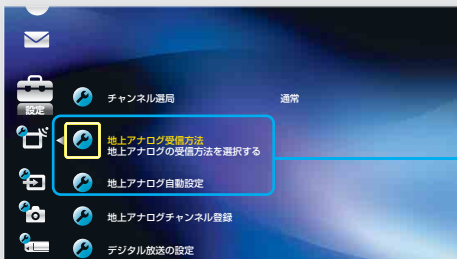 チャンネル選局 通常
設定
地上アナログ受信方法
地上アナログの受信方法を選択する
地上アナログ自動設定
地上アナログチャンネル登録
デジタル放送の設定